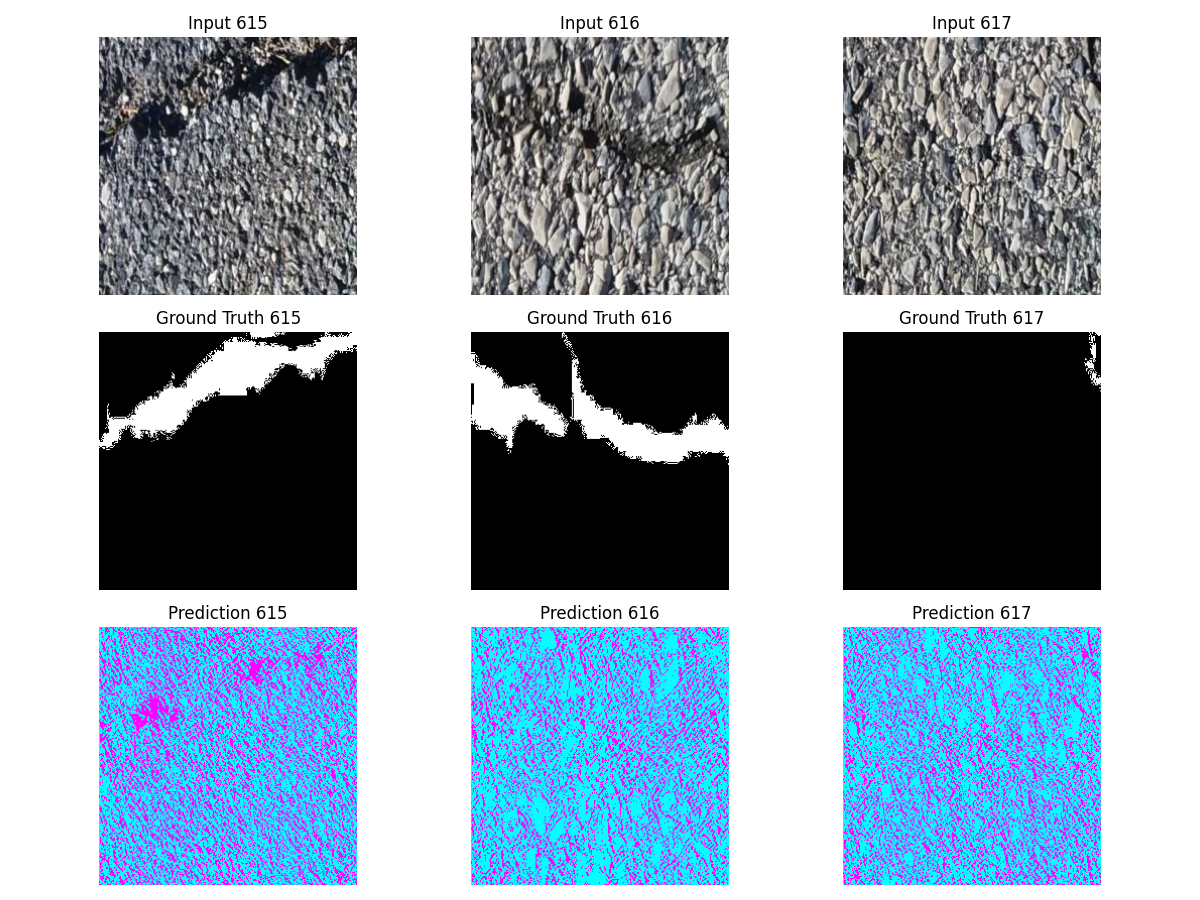 Input 615
Input 616
Input 617
Ground Truth 615
Ground Truth 616
Ground Truth 617
Prediction 615
Prediction 616
Prediction 617